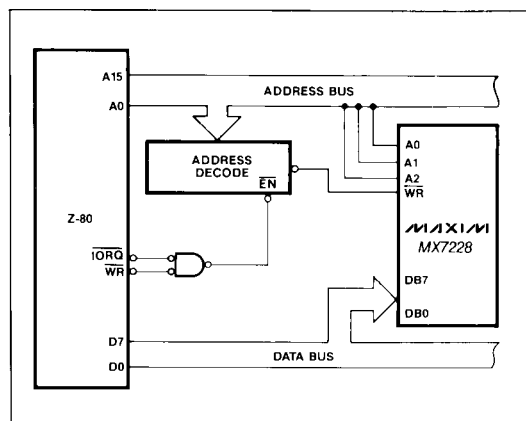 A15
ADDRESS BUS
A0
ADDRESS
DECODE
EN
A0
A1
A2
WR
Z-80
MAXIM
MX7228
IORQ
WR
DB7
DB0
D7
DATA BUS
D0